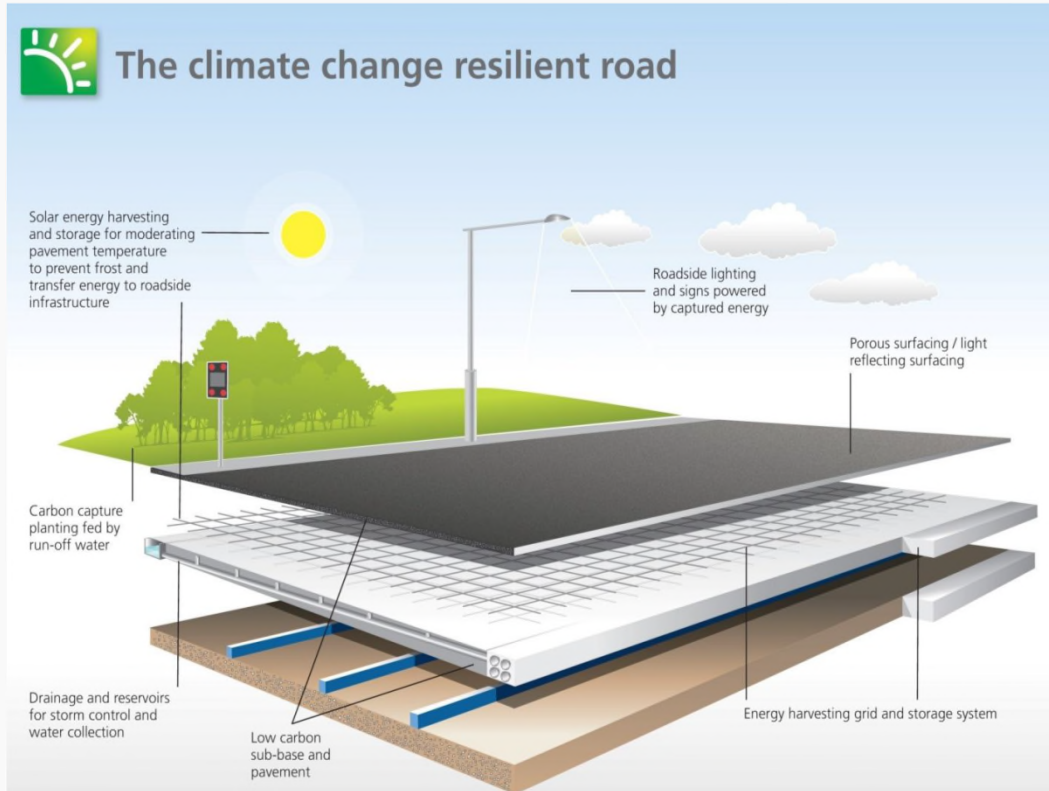 The climate change resilient road
Solar energy harvesting
and storage for moderating
pavement temperature
to prevent frost and
transfer energy to roadside
infrastructure
Roadside lighting
and signs powered
by captured energy
Porous surfacing / light
reflecting surfacing
Carbon capture
planting fed by
run-off water
Drainage and reservoirs
for storm control and
water collection
Low carbon
sub-base and
pavement
Energy harvesting grid and storage system